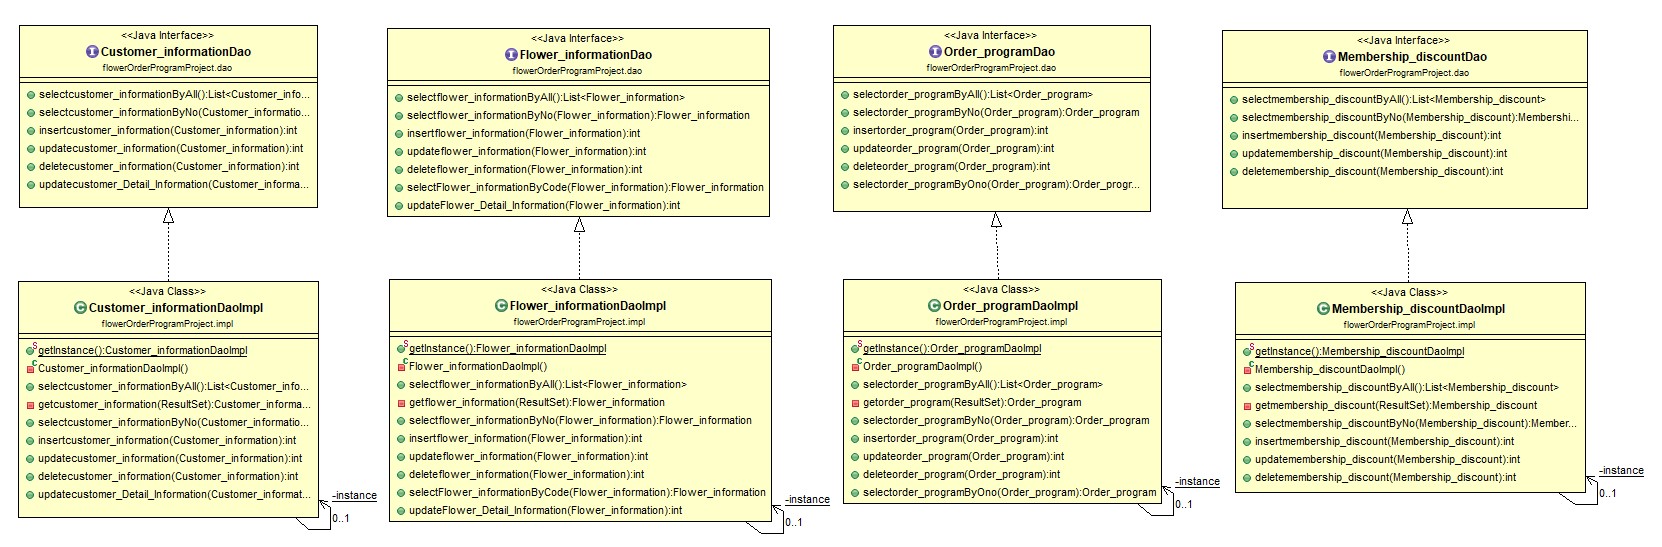 <<Java Interface>>
Customer_informationDao
flowerOrderProgramProject.dao
selectcustomer_informationByAll():List<Customer_info...
selectcustomer_informationByNo(Customer_informatio...
insertcustomer_information(Customer_information):int
updatecustomer_information(Customer_information):int
deletecustomer_information(Customer_information):int
updatecustomer_Detail_Information(Customer_informa...
<<Java Interface>>
Flower_informationDao
flowerOrderProgramProject.dao
selectflower_informationByAll():List<Flower_information>
selectflower_informationByNo(Flower_information):Flower_information
insertflower_information(Flower_information):int
updateflower_information(Flower_information):int
deleteflower_information(Flower_information):int
selectFlower_informationByCode(Flower_information):Flower_information
updateFlower_Detail_Information(Flower_information):int
<<Java Interface>>
Order_programDao
flowerOrderProgramProject.dao
selectorder_programByAll():List<Order_program>
selectorder_programByNo(Order_program):Order_program
insertorder_program(Order_program):int
updateorder_program(Order_program):int
deleteorder_program(Order_program):int
selectorder_programByOno(Order_program):Order_progr...
<<Java Interface>>
Membership_discountDao
flowerOrderProgramProject.dao
selectmembership_discountByAll():List<Membership_discount>
selectmembership_discountByNo(Membership_discount):Membershi...
insertmembership_discount(Membership_discount):int
updatemembership_discount(Membership_discount):int
deletemembership_discount(Membership_discount):int
<<Java Class>>
Customer_informationDaoImpl
flowerOrderProgramProject.impl
getInstance():Customer_informationDaoImpl
Customer_informationDaoImpl()
selectcustomer_informationByAll():List<Customer_info...
getcustomer_information(ResultSet):Customer_informa...
selectcustomer_informationByNo(Customer_informatio...
insertcustomer_information(Customer_information):int
updatecustomer_information(Customer_information):int
deletecustomer_information(Customer_information):int
updatecustomer_Detail_Information(Customer_informat...
-instance
0..1
<<Java Class>>
Flower_informationDaoImpl
flowerOrderProgramProject.impl
getInstance():Flower_informationDaoImpl
Flower_informationDaoImpl()
selectflower_informationByAll():List<Flower_information>
getflower_information(ResultSet):Flower_information
selectflower_informationByNo(Flower_information):Flower_information
insertflower_information(Flower_information):int
updateflower_information(Flower_information):int
deleteflower_information(Flower_information):int
selectFlower_informationByCode(Flower_information):Flower_information
updateFlower_Detail_Information(Flower_information):int
-instance
0..1
<<Java Class>>
Order_programDaoImpl
flowerOrderProgramProject.impl
getInstance():Order_programDaoImpl
Order_programDaoImpl()
selectorder_programByAll():List<Order_program>
getorder_program(ResultSet):Order_program
selectorder_programByNo(Order_program):Order_program
insertorder_program(Order_program):int
updateorder_program(Order_program):int
deleteorder_program(Order_program):int
selectorder_programByOno(Order_program):Order_program
-instance
0..1
<<Java Class>>
Membership_discountDaoImpl
flowerOrderProgramProject.impl
getInstance():Membership_discountDaoImpl
Membership_discountDaoImpl()
selectmembership_discountByAll():List<Membership_discount>
getmembership_discount(ResultSet):Membership_discount
selectmembership_discountByNo(Membership_discount):Member...
insertmembership_discount(Membership_discount):int
updatemembership_discount(Membership_discount):int
deletemembership_discount(Membership_discount):int
-instance
0..1